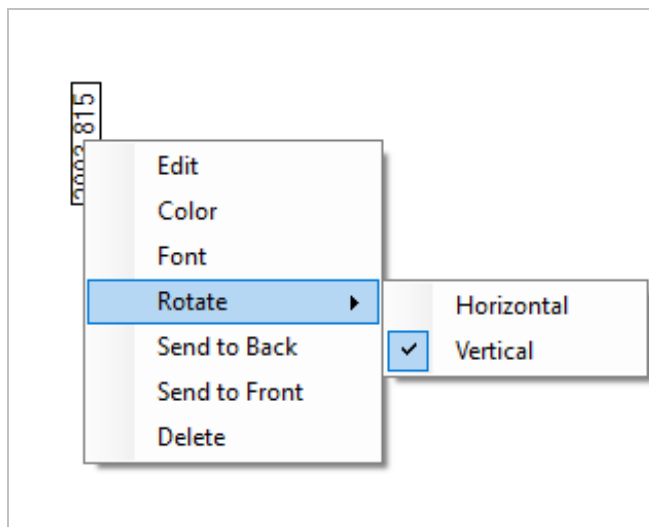 815
Edit
Color
Font
Rotate
Horizontal
Send to Back
Vertical
Send to Front
Delete